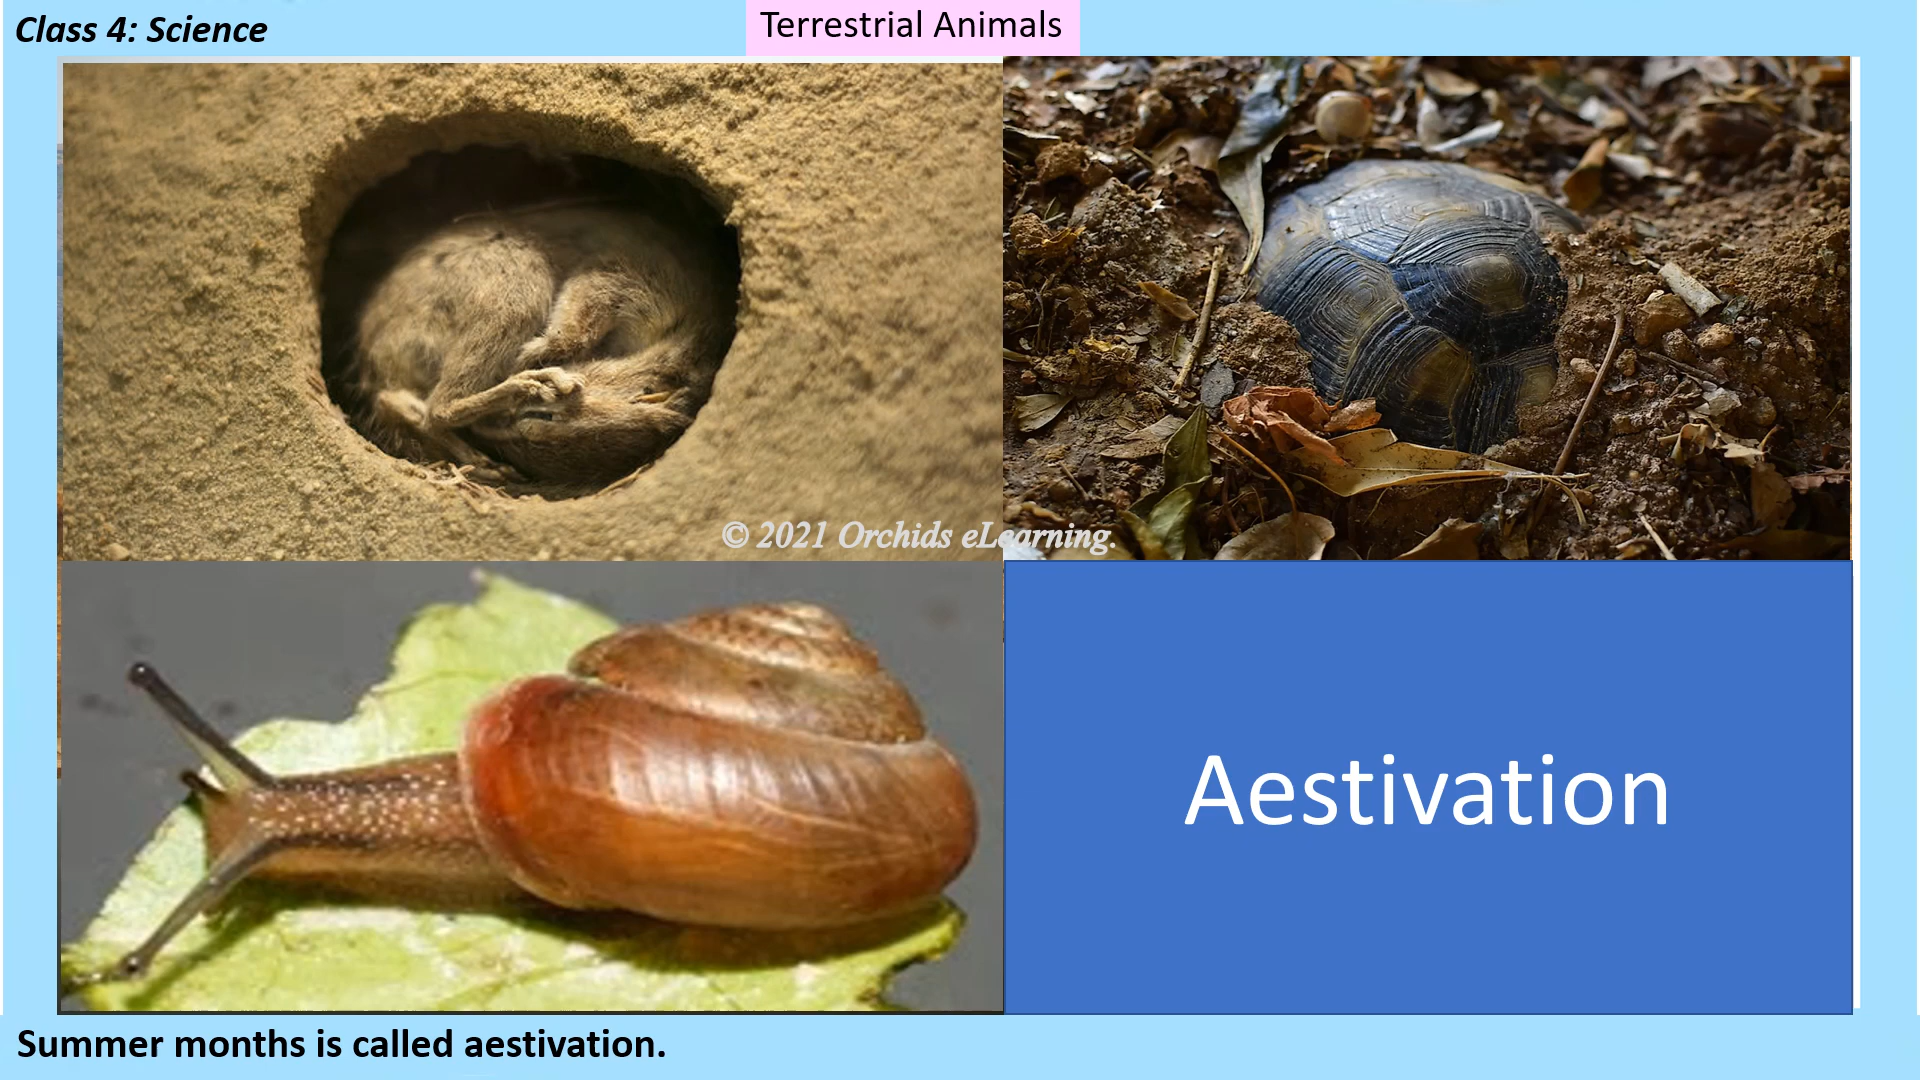 Class 4: Science
Terrestrial Animals
© 2021 Orchids eLearning.
Aestivation
Summer months is called aestivation.